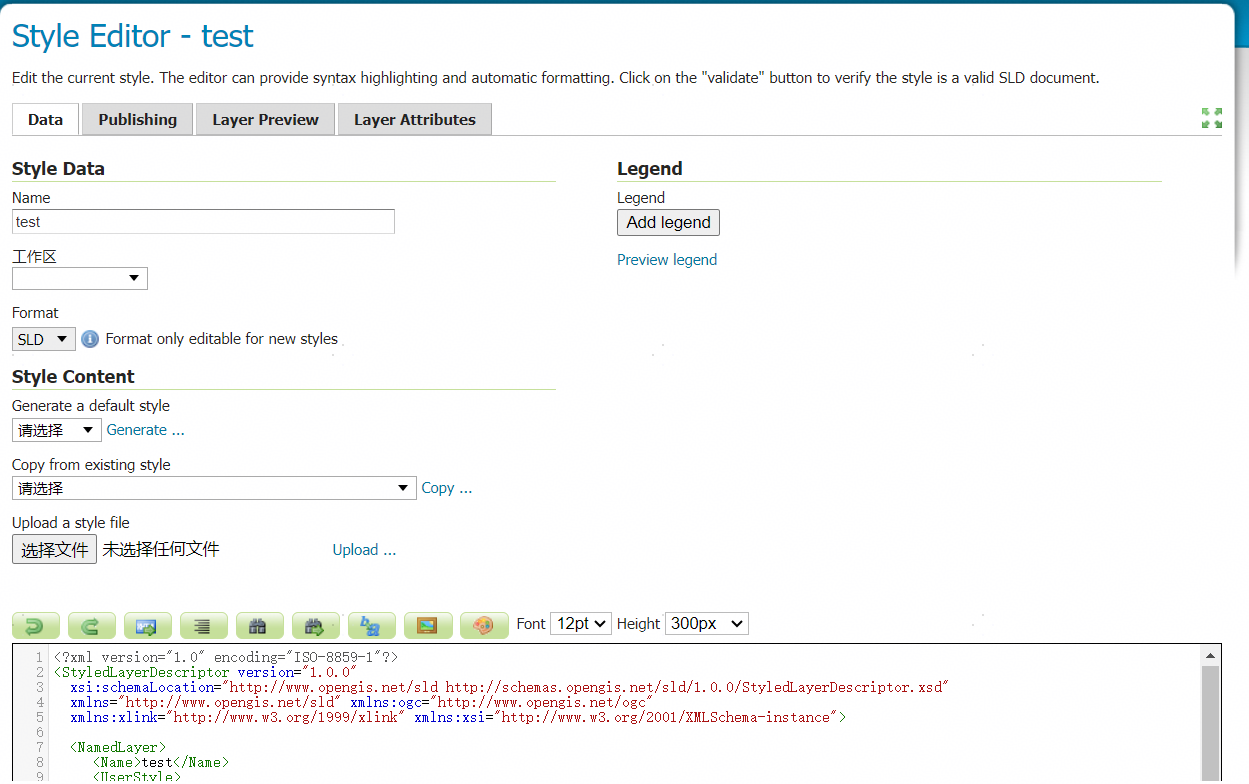 Style Editor - test
Edit the current style. The editor can provide syntax highlighting and automatic formatting. Click on the "validate" button to verify the style is a valid SLD document.
Data Publishing Layer Preview Layer Attributes
Style Data
Name
test
工作区
Format
SLD Format only editable for new styles
Legend
Legend
Add legend
Preview legend
Style Content
Generate a default style
请选择 Generate ...
Copy from existing style
请选择 Copy ...
Upload a style file
选择文件 未选择任何文件 Upload ...
Font 12pt Height 300px
1 <?xml version="1.0" encoding="ISO-8859-1"?>
2 <StyledLayerDescriptor version="1.0.0"
3 xsi:schemaLocation="http://www.opengis.net/sld http://schemas.opengis.net/sld/1.0.0/StyledLayerDescriptor.xsd"
4 xmlns="http://www.opengis.net/sld" xmlns:ogc="http://www.opengis.net/ogc"
5 xmlns:xlink="http://www.w3.org/1999/xlink" xmlns:xsi="http://www.w3.org/2001/XMLSchema-instance">
6
7 <NamedLayer>
8 <Name>test</Name>
9 <UserStyle>